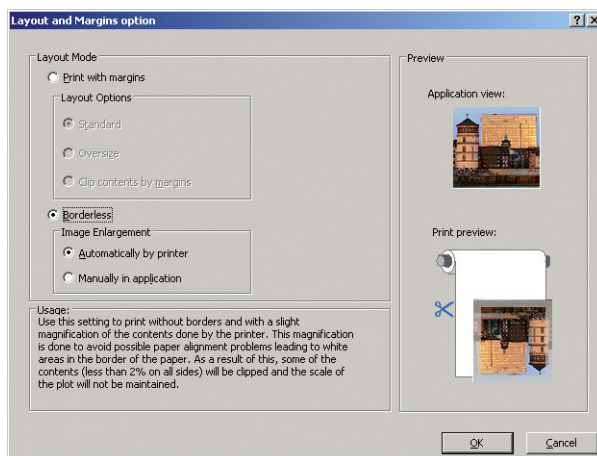 Layout and Margins option
Layout Mode
Print with margins
Layout Options
Standard
Oversize
Clip contents by margins
Borderless
Image Enlargement
Automatically by printer
Manually in application
Usage:
Use this setting to print without borders and with a slight
magnification of the contents done by the printer. This magnification
is done to avoid possible paper alignment problems leading to white
areas in the border of the paper. As a result of this, some of the
contents (less than 2% on all sides) will be clipped and the scale of
the plot will not be maintained.
Preview
Application view:
Print preview:
OK
Cancel